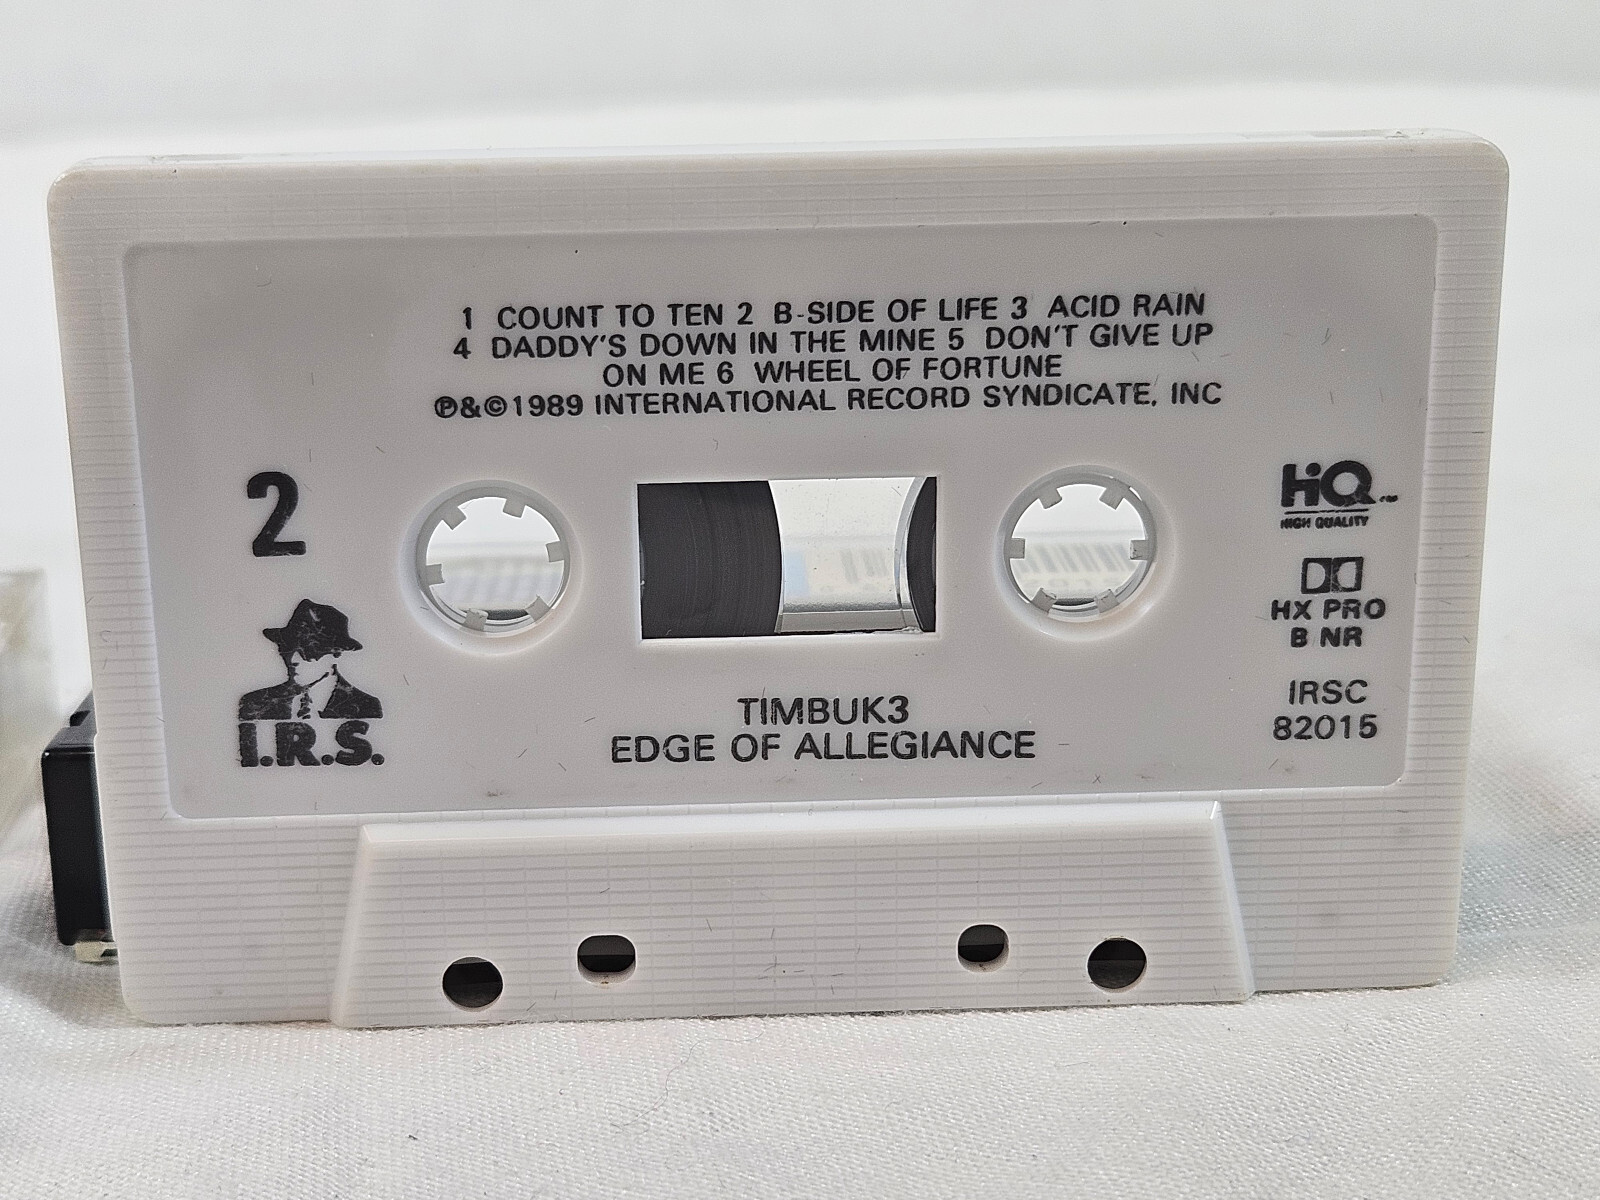 1 COUNT TO TEN 2 B-SIDE OF LIFE 3 ACID RAIN
4 DADDY'S DOWN IN THE MINE 5 DON'T GIVE UP
ON ME 6 WHEEL OF FORTUNE
℗&©1989 INTERNATIONAL RECORD SYNDICATE, INC
2
I.R.S.
HiQ™
HIGH QUALITY
HX PRO
B NR
IRSC
82015
TIMBUK3
EDGE OF ALLEGIANCE